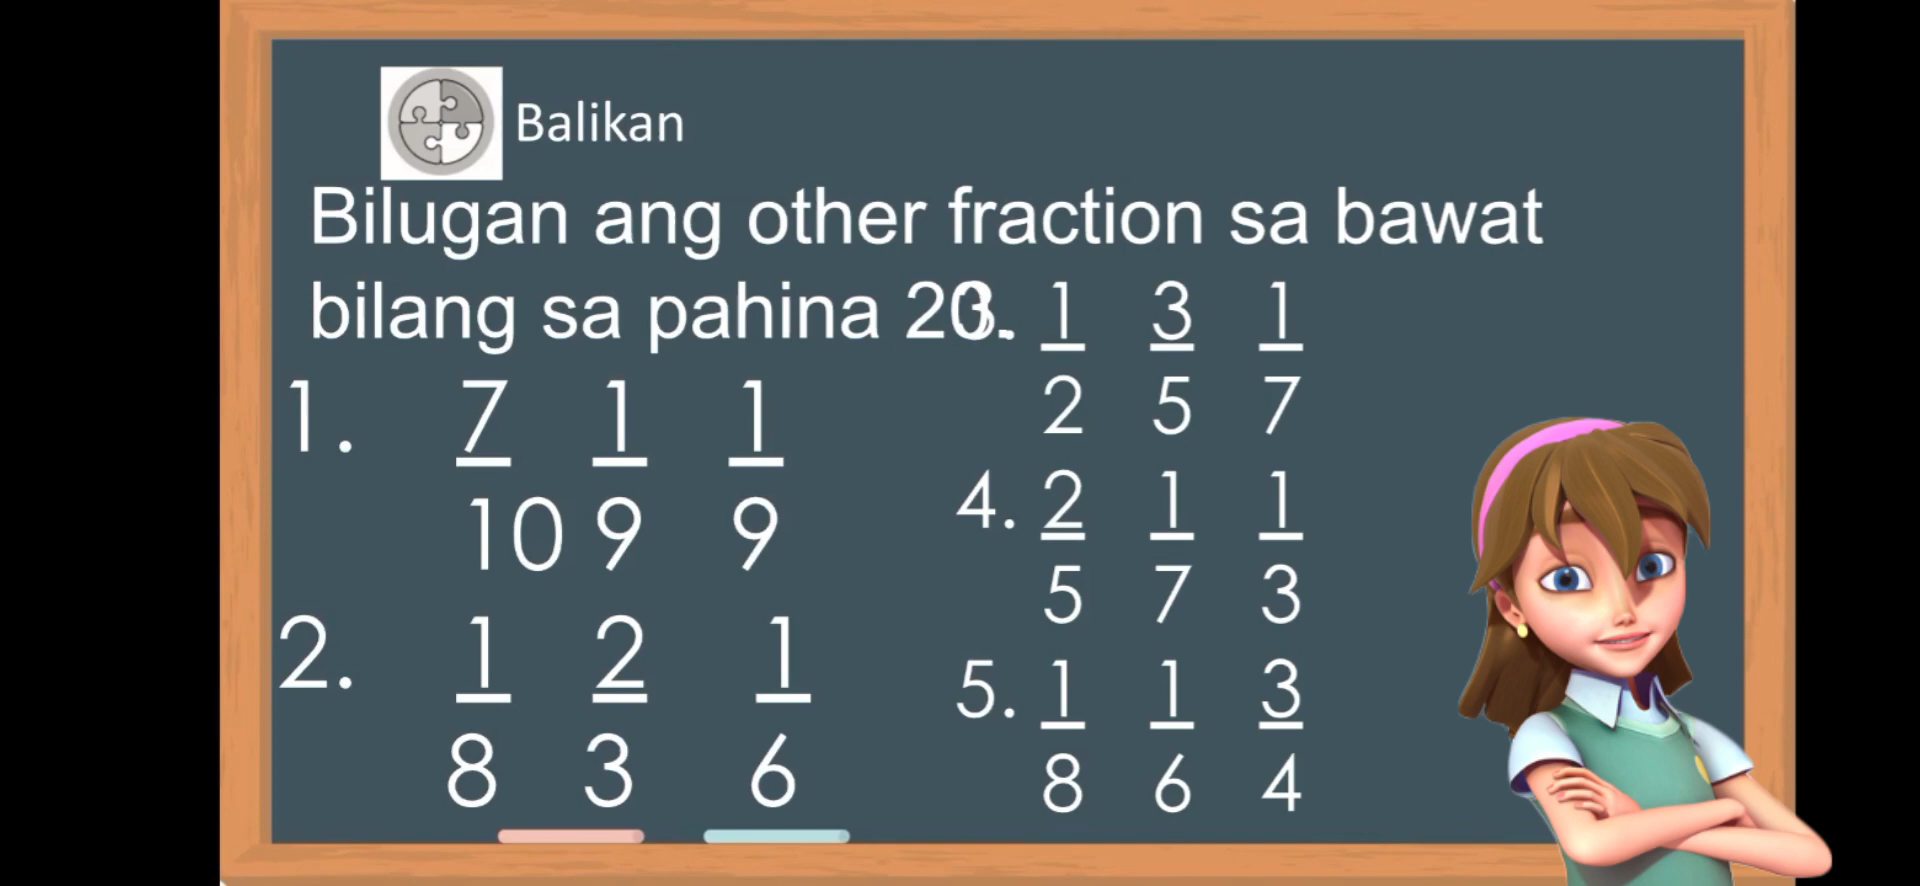 Balikan
Bilugan ang other fraction sa bawat
bilang sa pahina 20.
1. 7 1 1
10 9 9
2. 1 2 1
8 3 6
3. 1 3 1
2 5 7
4. 2 1 1
5 7 3
5. 1 1 3
8 6 4